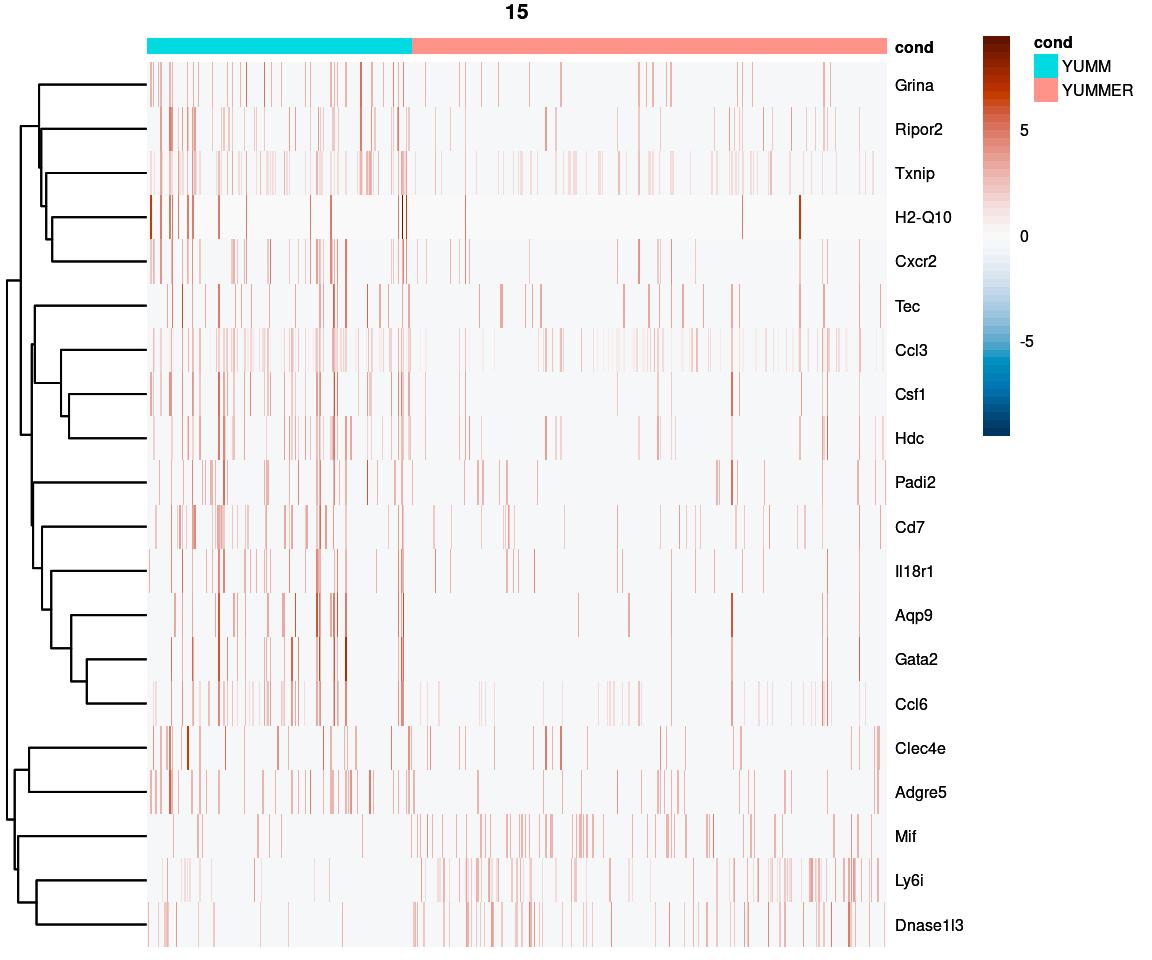 15
cond
Grina
Ripor2
Txnip
H2-Q10
Cxcr2
Tec
Ccl3
Csf1
Hdc
Padi2
Cd7
Il18r1
Aqp9
Gata2
Ccl6
Clec4e
Adgre5
Mif
Ly6i
Dnase1l3
5
0
-5
cond
YUMM
YUMMER